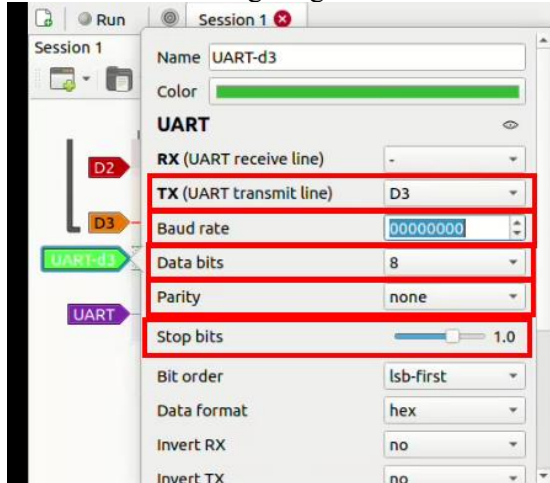 Run Session 1
Session 1
Name UART-d3
Color
UART
RX (UART receive line) -
D2
TX (UART transmit line) D3
D3
Baud rate 00000000
UART-d3
Data bits 8
Parity none
UART
Stop bits 1.0
Bit order lsb-first
Data format hex
Invert RX no
Invert TX no